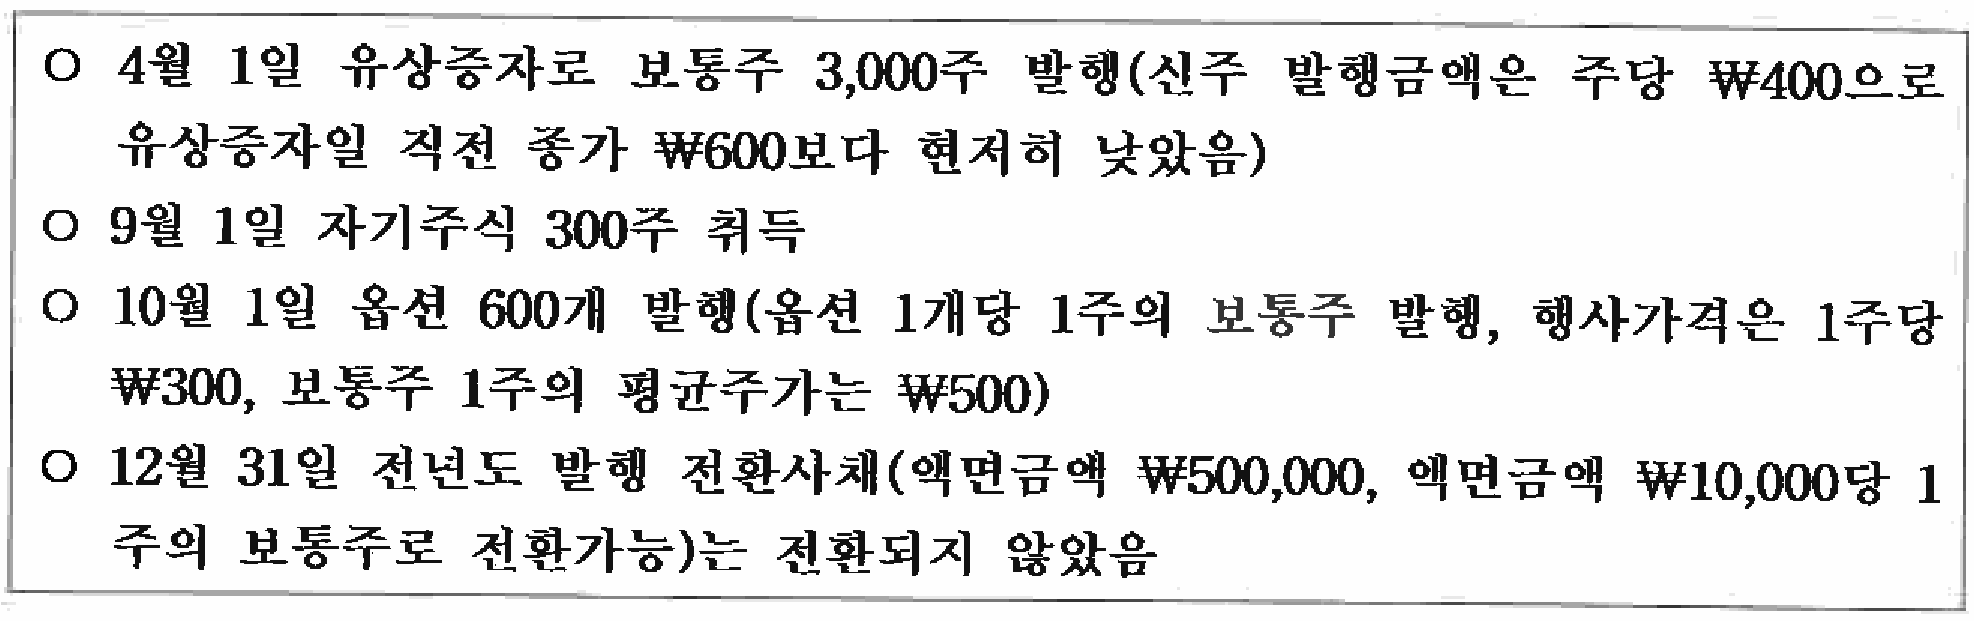 ○ 4월 1일 유상증자로 보통주 3,000주 발행(신주 발행금액은 주당 ₩400으로
유상증자일 직전 종가 ₩600보다 현저히 낮았음)
○ 9월 1일 자기주식 300주 취득
○ 10월 1일 옵션 600개 발행(옵션 1개당 1주의 보통주 발행, 행사가격은 1주당
₩300, 보통주 1주의 평균주가는 ₩500)
○ 12월 31일 전년도 발행 전환사채(액면금액 ₩500,000, 액면금액 ₩10,000당 1
주의 보통주로 전환가능)는 전환되지 않았음